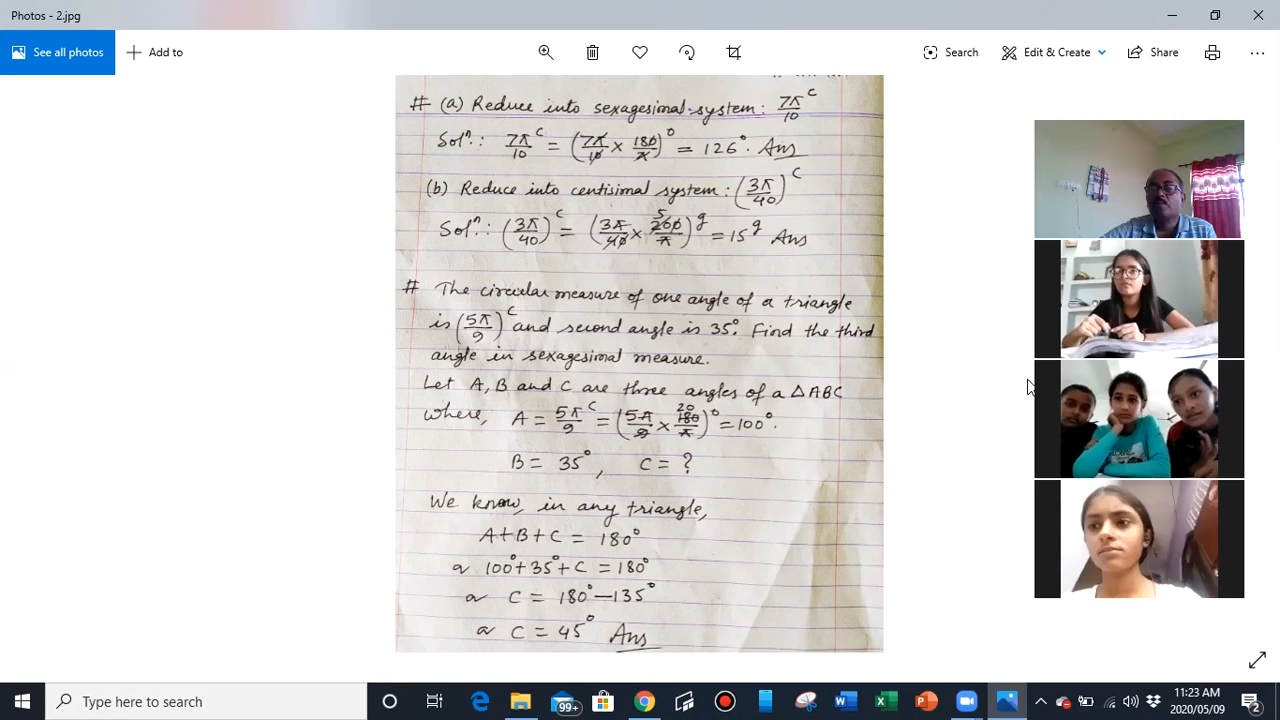 Photos - 2.jpg
See all photos
Add to
Search
Edit & Create
Share
# (a) Reduce into sexagesimal system: 7π/10 ᶜ
Solⁿ.: 7π/10 ᶜ = (7π/10 × 180/π)° = 126°. Ans
(b) Reduce into centisimal system: (3π/40)ᶜ
Solⁿ.: (3π/40)ᶜ = (3π/40 × 5 200/π)ᵍ = 15ᵍ Ans
# The circular measure of one angle of a triangle
is (5π/9)ᶜ and second angle is 35°. Find the third
angle in sexagesimal measure.
Let A, B and C are three angles of a △ABC
where, A = 5π/9 ᶜ = (5π/9 × 20 180/π)° = 100°.
B = 35°, C = ?
We know, in any triangle,
A+B+C = 180°
or 100°+35°+C = 180°
or C = 180°-135°
or C = 45° Ans
Type here to search
99+
11:23 AM
2020/05/09
2